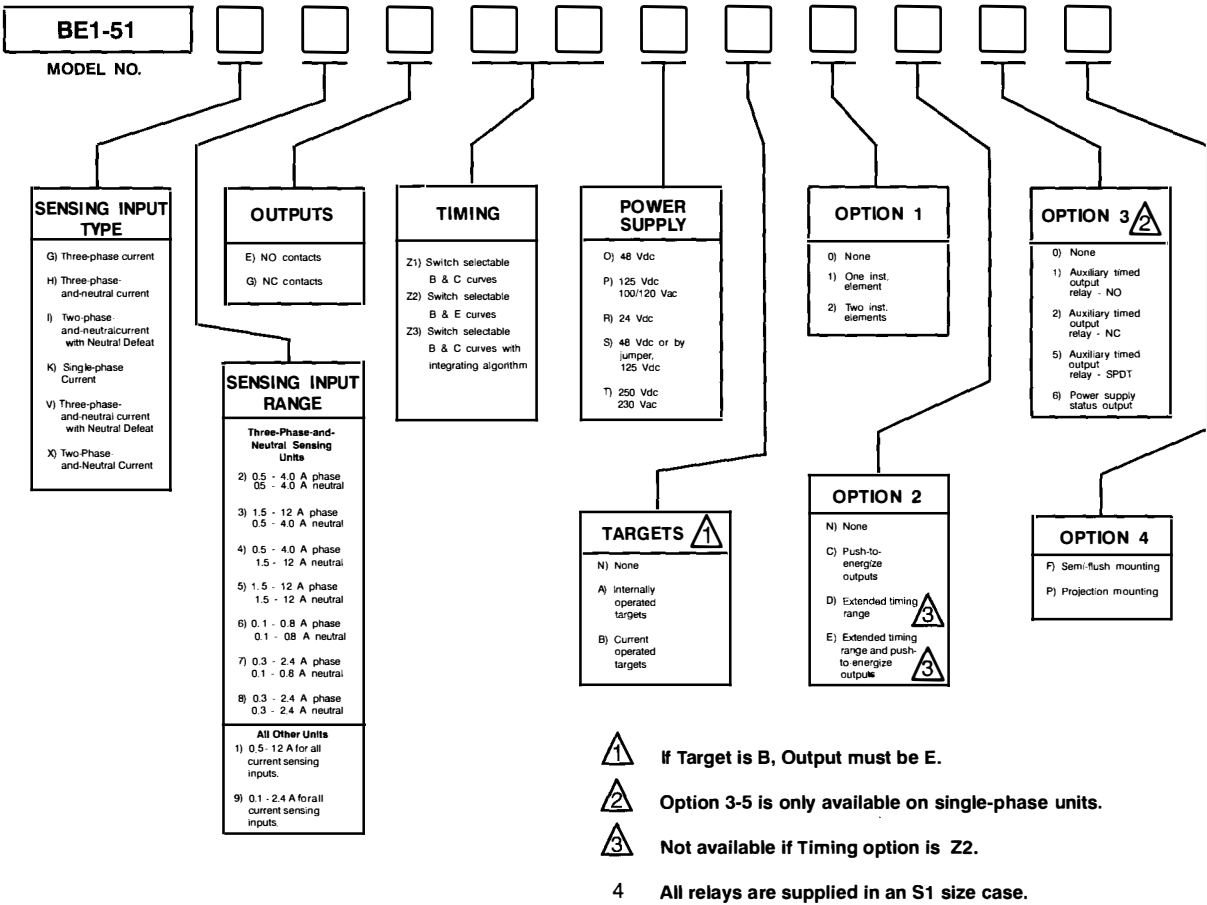 BE1-51
MODEL NO.
SENSING INPUT
TYPE
G) Three-phase current
H) Three-phase-
and-neutral current
I) Two-phase-
and-neutralcurrent
with Neutral Defeat
K) Single-phase
Current
V) Three-phase-
and-neutral current
with Neutral Defeat
X) Two-Phase-
and-Neutral Current
SENSING INPUT
RANGE
Three-Phase-and-
Neutral Sensing
Units
2) 0.5 - 4.0 A phase
0.5 - 4.0 A neutral
3) 1.5 - 12 A phase
0.5 - 4.0 A neutral
4) 0.5 - 4.0 A phase
1.5 - 12 A neutral
5) 1.5 - 12 A phase
1.5 - 12 A neutral
6) 0.1 - 0.8 A phase
0.1 - 0.8 A neutral
7) 0.3 - 2.4 A phase
0.1 - 0.8 A neutral
8) 0.3 - 2.4 A phase
0.3 - 2.4 A neutral
All Other Units
1) 0.5 - 12 A for all
current sensing
inputs.
9) 0.1 - 2.4 A for all
current sensing
inputs.
OUTPUTS
E) NO contacts
G) NC contacts
TIMING
Z1) Switch selectable
B & C curves
Z2) Switch selectable
B & E curves
Z3) Switch selectable
B & C curves with
integrating algorithm
POWER
SUPPLY
O) 48 Vdc
P) 125 Vdc
100/120 Vac
R) 24 Vdc
S) 48 Vdc or by
jumper,
125 Vdc
T) 250 Vdc
230 Vac
TARGETS 1
N) None
A) Internally
operated
targets
B) Current
operated
targets
OPTION 1
0) None
1) One inst.
element
2) Two inst.
elements
OPTION 2
N) None
C) Push-to-
energize
outputs
D) Extended timing
range 3
E) Extended timing
range and push-
to-energize
outputs 3
OPTION 3 2
0) None
1) Auxiliary timed
output
relay - NO
2) Auxiliary timed
output
relay - NC
5) Auxiliary timed
output
relay - SPDT
6) Power supply
status output
OPTION 4
F) Semi-flush mounting
P) Projection mounting
1 If Target is B, Output must be E.
2 Option 3-5 is only available on single-phase units.
3 Not available if Timing option is Z2.
4 All relays are supplied in an S1 size case.